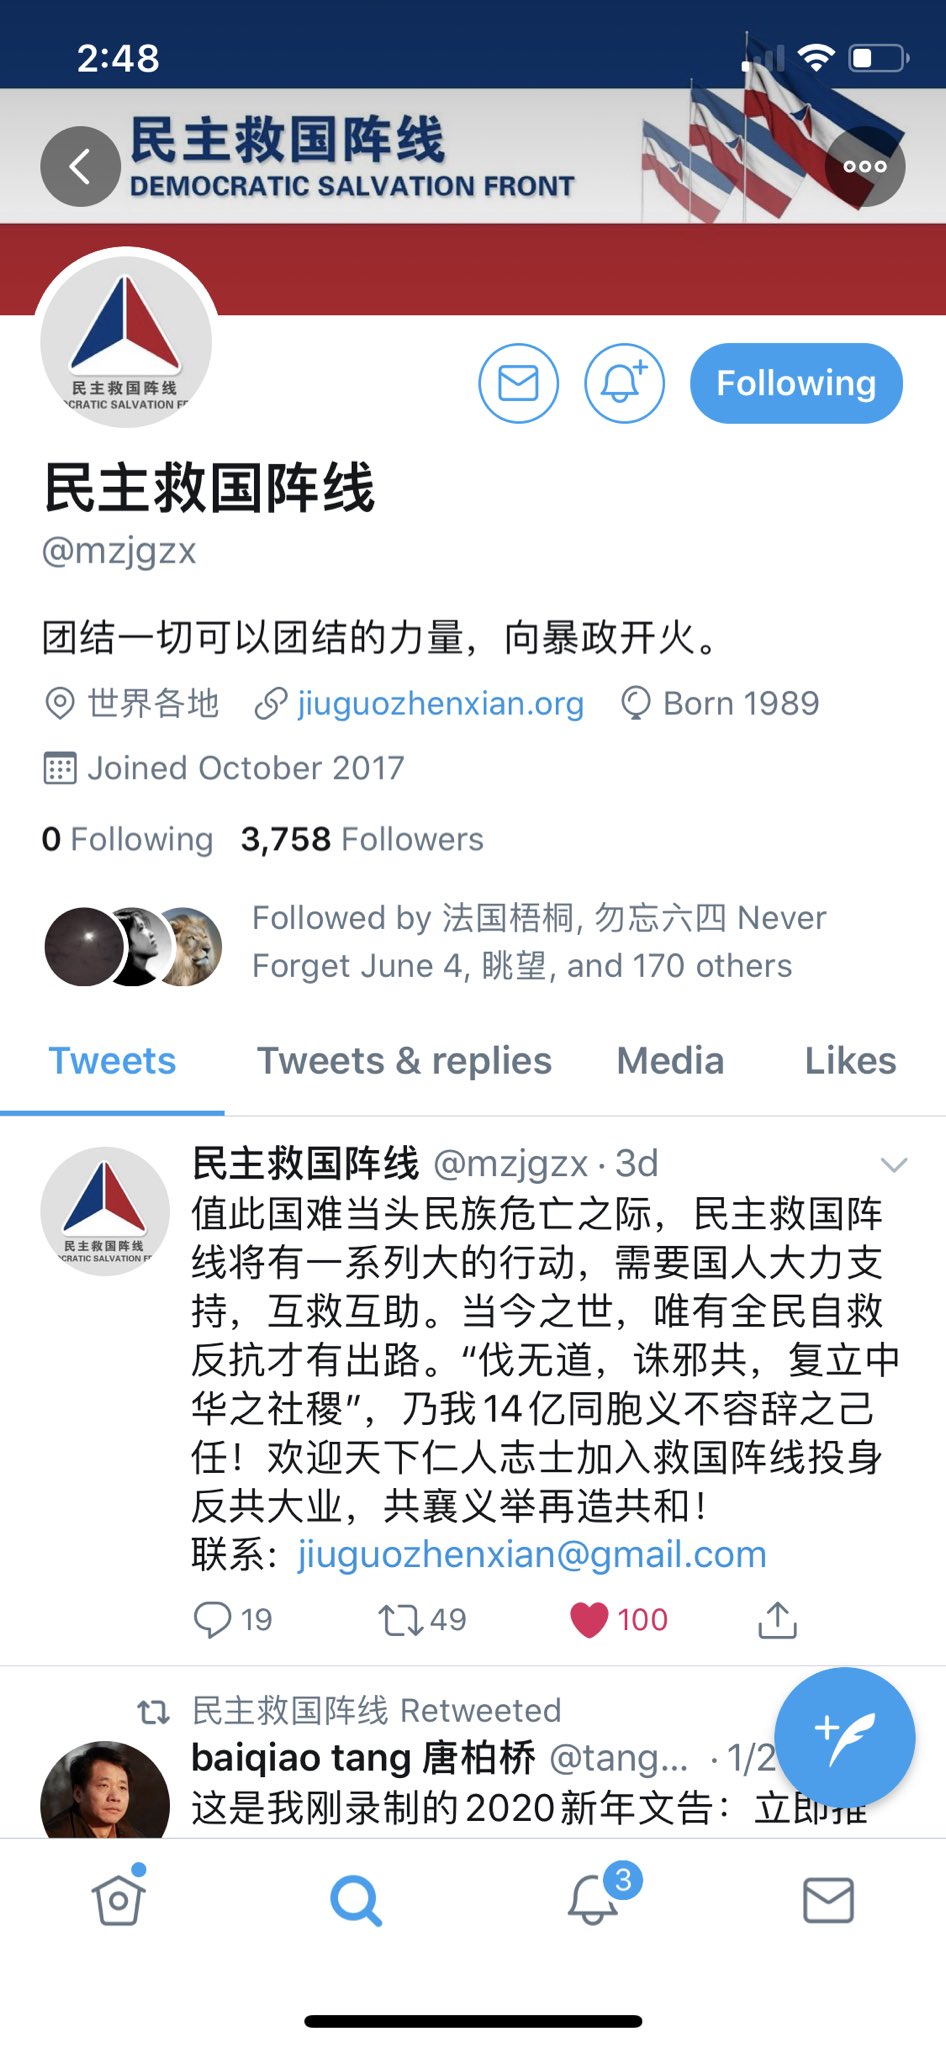 2:48
民主救国阵线
DEMOCRATIC SALVATION FRONT
民主救国阵线
CRATIC SALVATION FR
Following
民主救国阵线
@mzjgzx
团结一切可以团结的力量，向暴政开火。
世界各地 jiuguozhenxian.org Born 1989
Joined October 2017
0 Following 3,758 Followers
Followed by 法国梧桐, 勿忘六四 Never
Forget June 4, 眺望, and 170 others
Tweets Tweets & replies Media Likes
民主救国阵线 @mzjgzx · 3d
民主救国阵线
CRATIC SALVATION FR
值此国难当头民族危亡之际，民主救国阵
线将有一系列大的行动，需要国人大力支
持，互救互助。当今之世，唯有全民自救
反抗才有出路。“伐无道，诛邪共，复立中
华之社稷”，乃我14亿同胞义不容辞之己
任！欢迎天下仁人志士加入救国阵线投身
反共大业，共襄义举再造共和！
联系：jiuguozhenxian@gmail.com
19 49 100
民主救国阵线 Retweeted
baiqiao tang 唐柏桥 @tang... · 1/2
这是我刚录制的2020新年文告：立即推
3